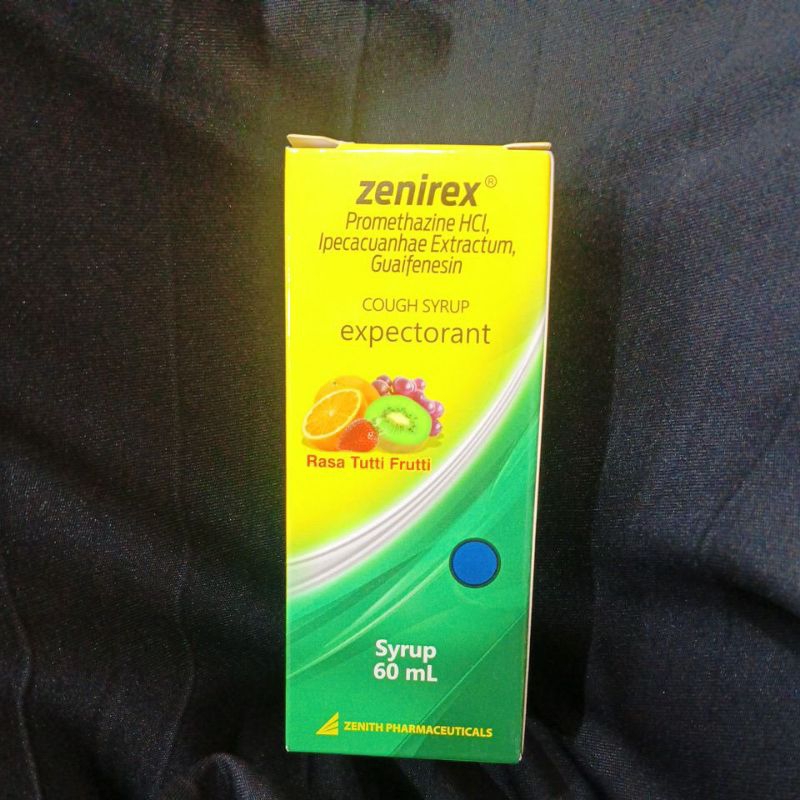 zenirex®
Promethazine HCl,
Ipecacuanhae Extractum,
Guaifenesin
COUGH SYRUP
expectorant
Rasa Tutti Frutti
Syrup
60 mL
ZENITH PHARMACEUTICALS